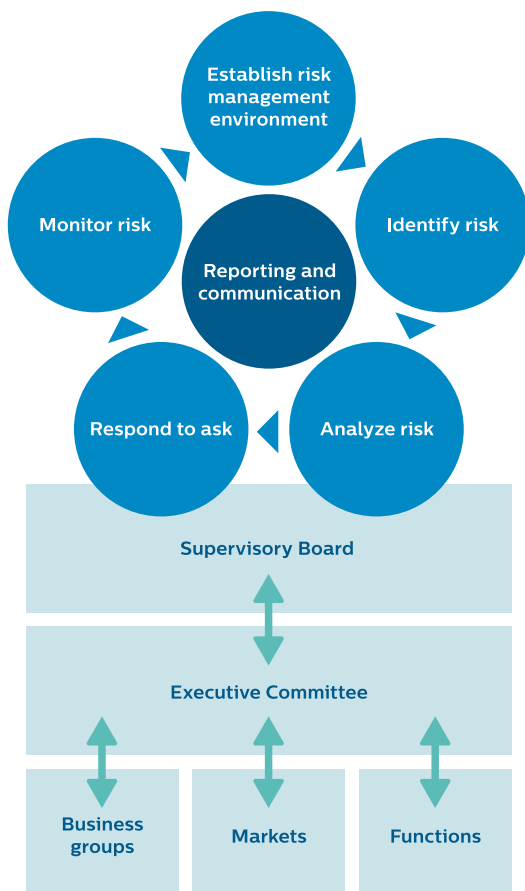 Establish risk
management
environment
Monitor risk
Identify risk
Reporting and
communication
Respond to ask
Analyze risk
Supervisory Board
Executive Committee
Business
groups
Markets
Functions